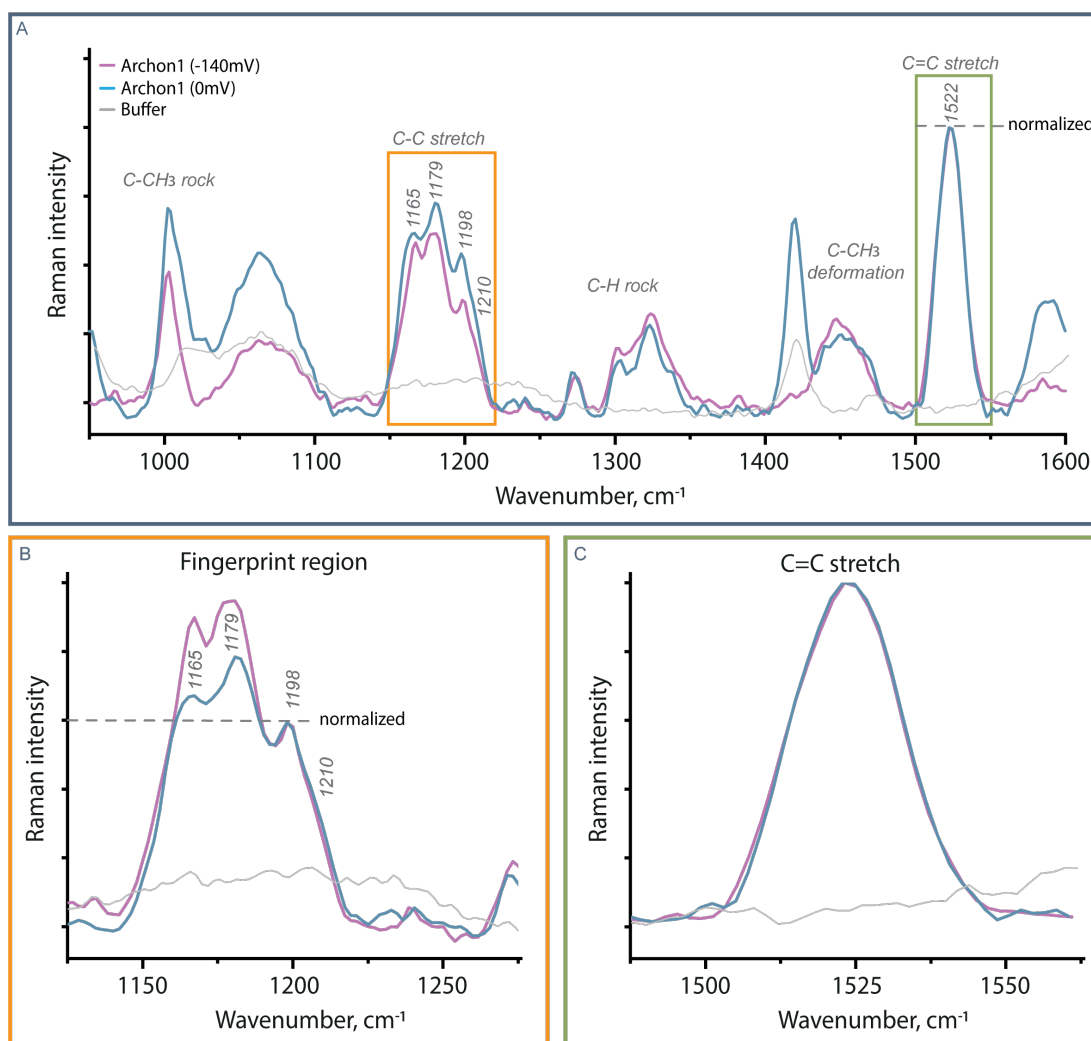 A
Archon1 (-140mV)
Archon1 (0mV)
Buffer
C-CH3 rock
C-C stretch
1165
1179
1198
1210
C-H rock
C-CH3
deformation
C=C stretch
1522
normalized
Raman intensity
1000 1100 1200 1300 1400 1500 1600
Wavenumber, cm⁻¹
B
Fingerprint region
1165
1179
1198
1210
normalized
Raman intensity
1150 1200 1250
Wavenumber, cm⁻¹
C
C=C stretch
Raman intensity
1500 1525 1550
Wavenumber, cm⁻¹